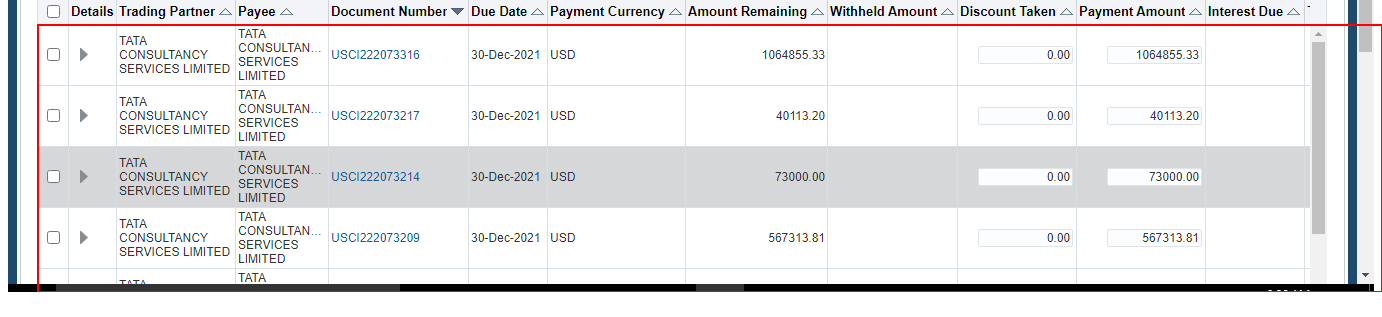 Details Trading Partner Payee Document Number Due Date Payment Currency Amount Remaining Withheld Amount Discount Taken Payment Amount Interest Due
TATA CONSULTANCY SERVICES LIMITED TATA CONSULTAN... SERVICES LIMITED USCI222073316 30-Dec-2021 USD 1064855.33 0.00 1064855.33
TATA CONSULTANCY SERVICES LIMITED TATA CONSULTAN... SERVICES LIMITED USCI222073217 30-Dec-2021 USD 40113.20 0.00 40113.20
TATA CONSULTANCY SERVICES LIMITED TATA CONSULTAN... SERVICES LIMITED USCI222073214 30-Dec-2021 USD 73000.00 0.00 73000.00
TATA CONSULTANCY SERVICES LIMITED TATA CONSULTAN... SERVICES LIMITED USCI222073209 30-Dec-2021 USD 567313.81 0.00 567313.81
TATA TATA